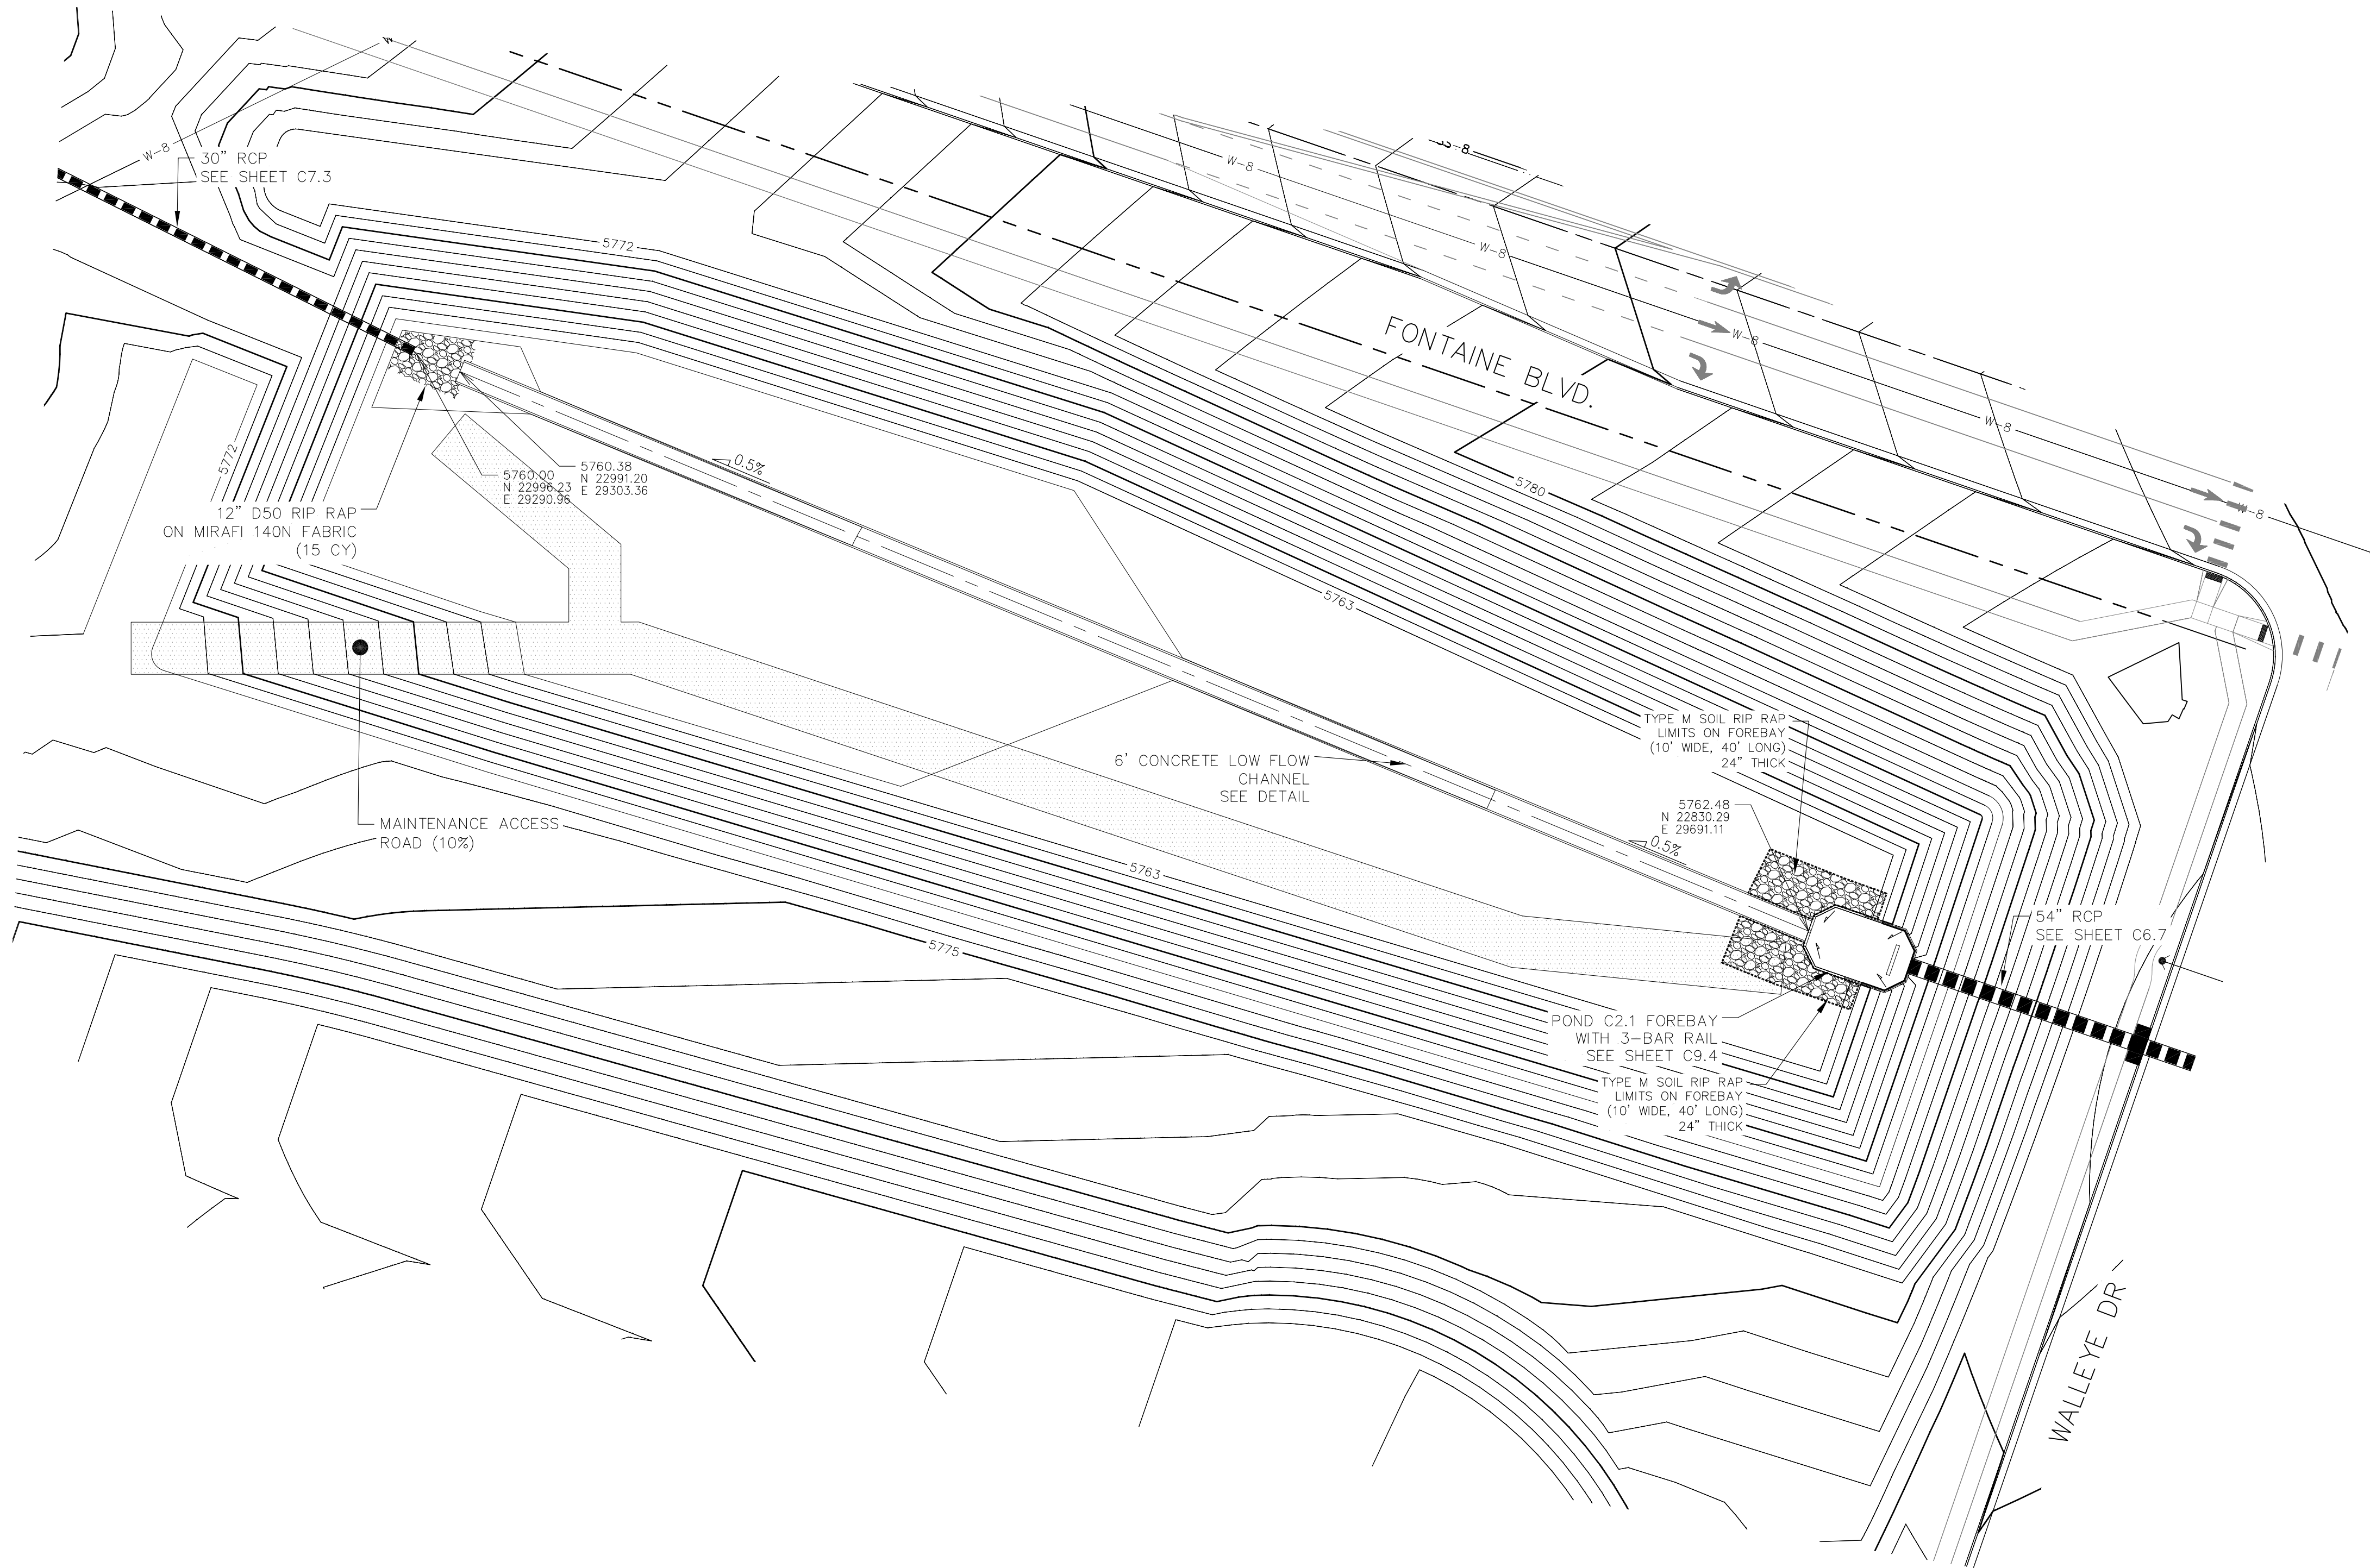 W
SS-8
W-8
30" RCP
SEE SHEET C7.3
W-8
5772
W-8
W-8
FONTAINE BLVD.
W-8
5772
0.5%
5760.38
N 22991.20
E 29303.36
5760.00
N 22996.23
E 29290.96
5780
W-8
12" D50 RIP RAP
ON MIRAFI 140N FABRIC
(15 CY)
5763
TYPE M SOIL RIP RAP
LIMITS ON FOREBAY
(10' WIDE, 40' LONG)
24" THICK
6' CONCRETE LOW FLOW
CHANNEL
SEE DETAIL
5762.48
N 22830.29
E 29691.11
MAINTENANCE ACCESS
ROAD (10%)
0.5%
5763
54" RCP
SEE SHEET C6.7
5775
POND C2.1 FOREBAY
WITH 3-BAR RAIL
SEE SHEET C9.4
TYPE M SOIL RIP RAP
LIMITS ON FOREBAY
(10' WIDE, 40' LONG)
24" THICK
WALLEYE DR